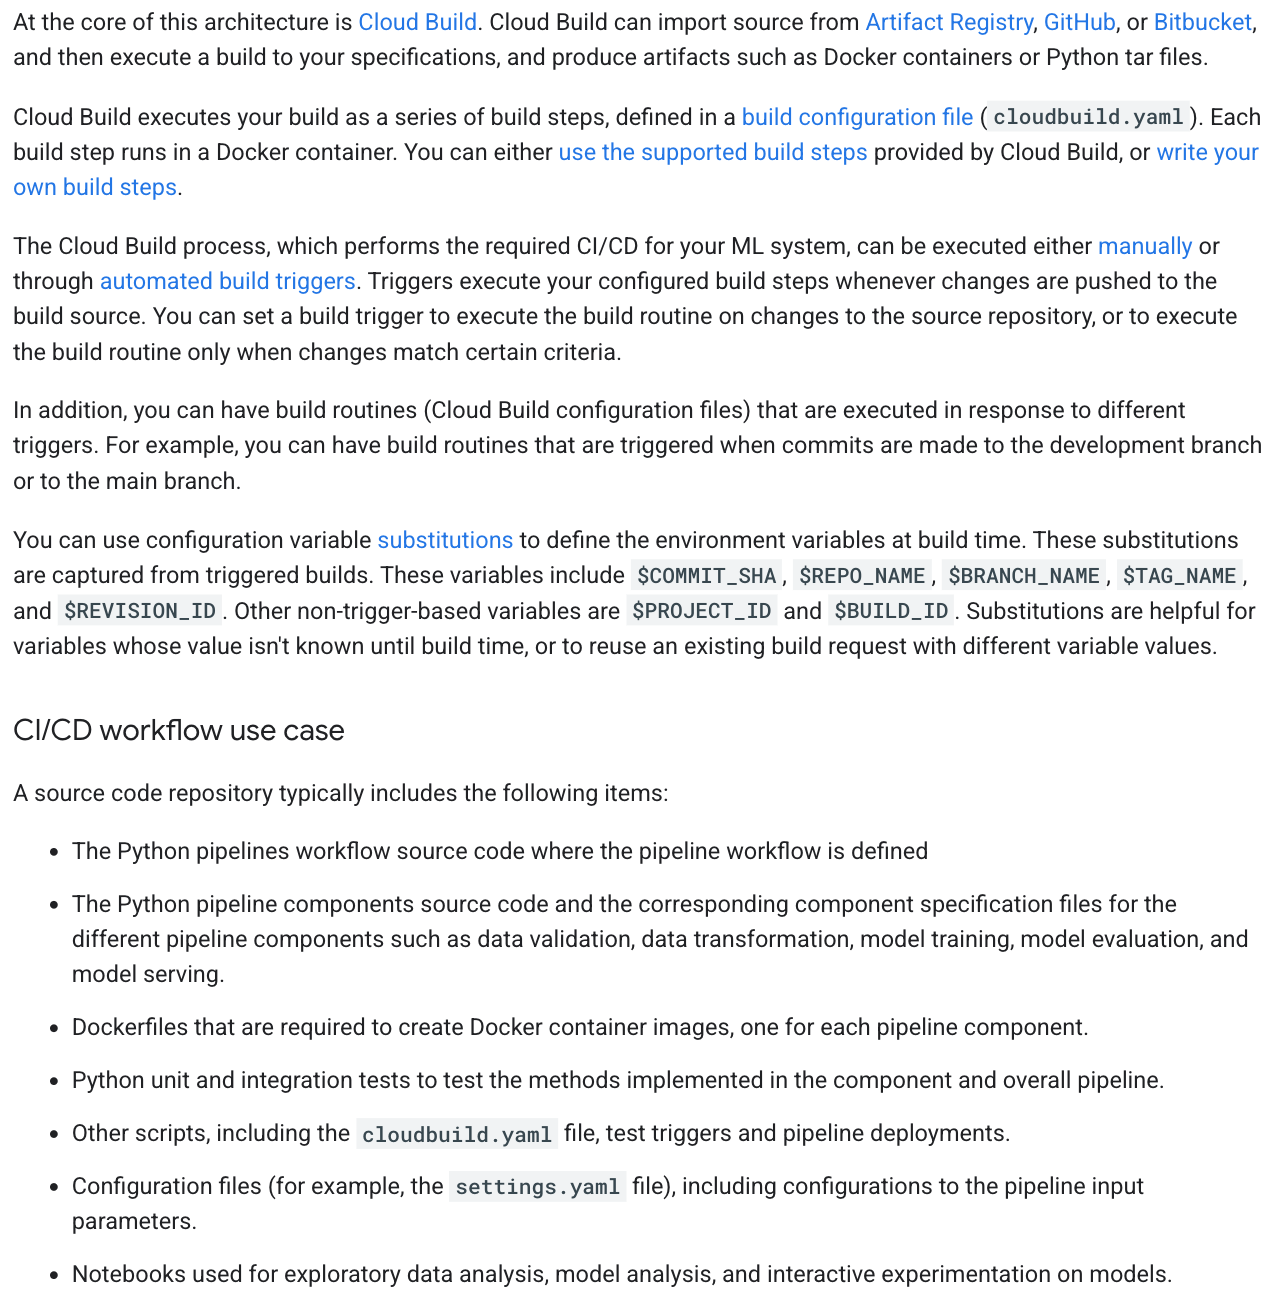 At the core of this architecture is Cloud Build. Cloud Build can import source from Artifact Registry, GitHub, or Bitbucket,
and then execute a build to your specifications, and produce artifacts such as Docker containers or Python tar files.
Cloud Build executes your build as a series of build steps, defined in a build configuration file ( cloudbuild.yaml ). Each
build step runs in a Docker container. You can either use the supported build steps provided by Cloud Build, or write your
own build steps.
The Cloud Build process, which performs the required CI/CD for your ML system, can be executed either manually or
through automated build triggers. Triggers execute your configured build steps whenever changes are pushed to the
build source. You can set a build trigger to execute the build routine on changes to the source repository, or to execute
the build routine only when changes match certain criteria.
In addition, you can have build routines (Cloud Build configuration files) that are executed in response to different
triggers. For example, you can have build routines that are triggered when commits are made to the development branch
or to the main branch.
You can use configuration variable substitutions to define the environment variables at build time. These substitutions
are captured from triggered builds. These variables include $COMMIT_SHA , $REPO_NAME , $BRANCH_NAME , $TAG_NAME ,
and $REVISION_ID . Other non-trigger-based variables are $PROJECT_ID and $BUILD_ID . Substitutions are helpful for
variables whose value isn't known until build time, or to reuse an existing build request with different variable values.
CI/CD workflow use case
A source code repository typically includes the following items:
• The Python pipelines workflow source code where the pipeline workflow is defined
• The Python pipeline components source code and the corresponding component specification files for the
different pipeline components such as data validation, data transformation, model training, model evaluation, and
model serving.
• Dockerfiles that are required to create Docker container images, one for each pipeline component.
• Python unit and integration tests to test the methods implemented in the component and overall pipeline.
• Other scripts, including the cloudbuild.yaml file, test triggers and pipeline deployments.
• Configuration files (for example, the settings.yaml file), including configurations to the pipeline input
parameters.
• Notebooks used for exploratory data analysis, model analysis, and interactive experimentation on models.